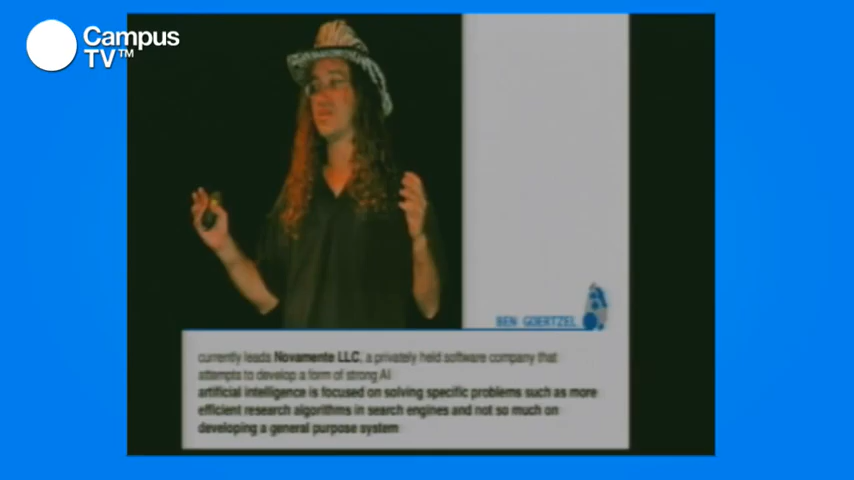 Campus
TV™
BEN GOERTZEL
currently leads Novamente LLC, a privately held software company that
attempts to develop a form of strong AI
artificial intelligence is focused on solving specific problems such as more
efficient research algorithms in search engines and not so much on
developing a general purpose system